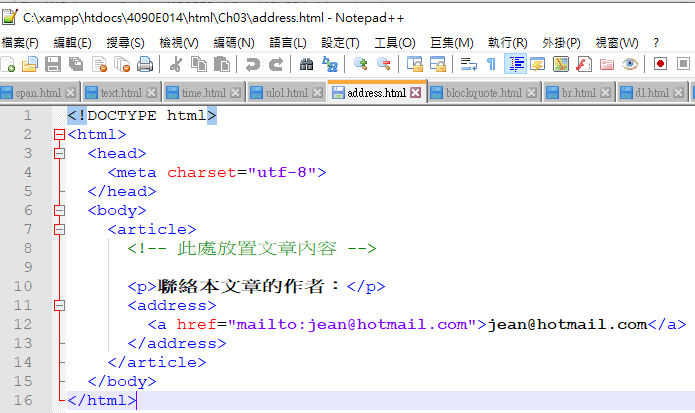 C:\xampp\htdocs\4090E014\html\Ch03\address.html - Notepad++
檔案(F) 編輯(E) 搜尋(S) 檢視(V) 編碼(N) 語言(L) 設定(T) 工具(O) 巨集(M) 執行(R) 外掛(P) 視窗(W) ?
span.html text.html time.html ulol.html address.html blockquote.html br.html dl.html
1 <!DOCTYPE html>
2 <html>
3 <head>
4 <meta charset="utf-8">
5 </head>
6 <body>
7 <article>
8 <!-- 此處放置文章內容 -->
9
10 <p>聯絡本文章的作者：</p>
11 <address>
12 <a href="mailto:jean@hotmail.com">jean@hotmail.com</a>
13 </address>
14 </article>
15 </body>
16 </html>